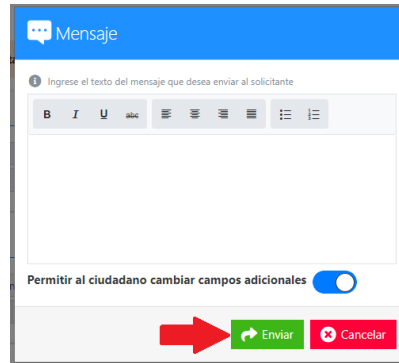 Mensaje
Ingrese el texto del mensaje que desea enviar al solicitante
B I U abc
Permitir al ciudadano cambiar campos adicionales
Enviar Cancelar